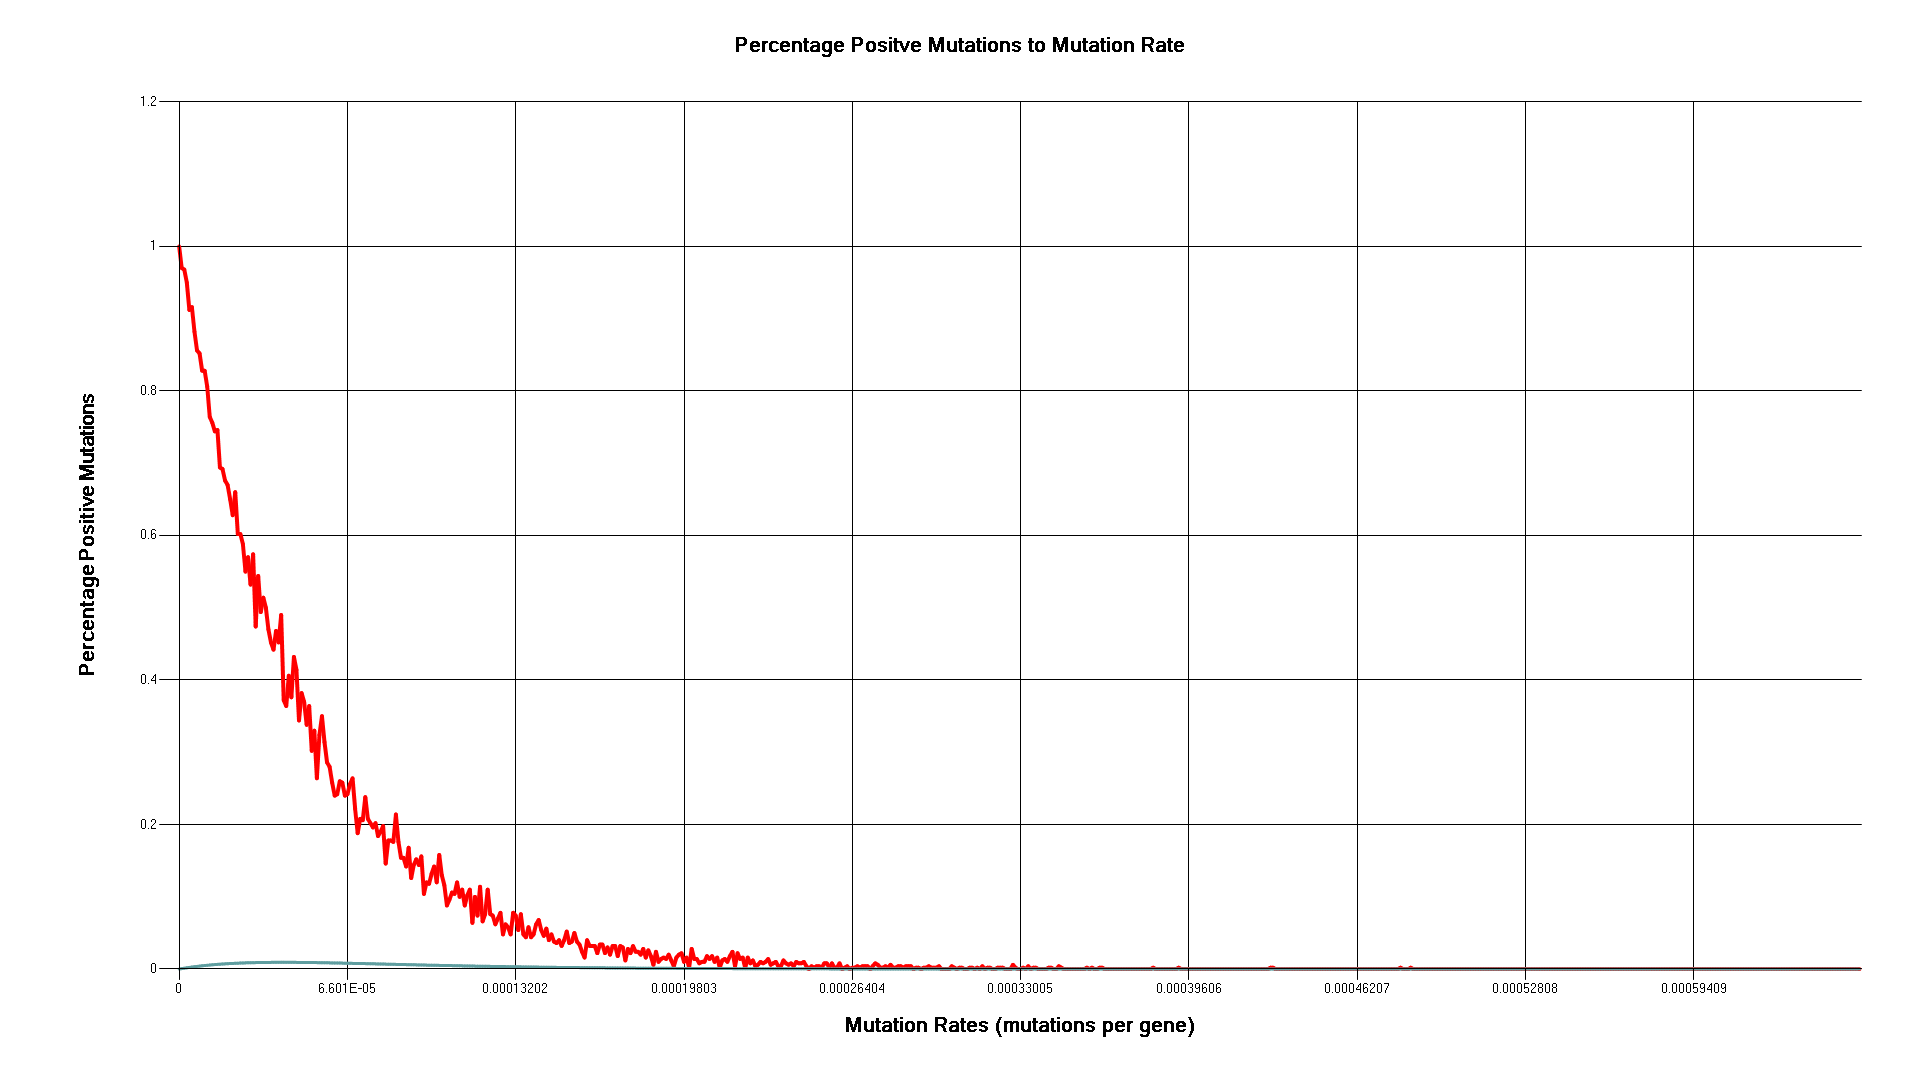 Percentage Positve Mutations to Mutation Rate
1.2
1
0.8
0.6
0.4
0.2
0
Percentage Positive Mutations
0 6.601E-05 0.00013202 0.00019803 0.00026404 0.00033005 0.00039606 0.00046207 0.00052808 0.00059409
Mutation Rates (mutations per gene)